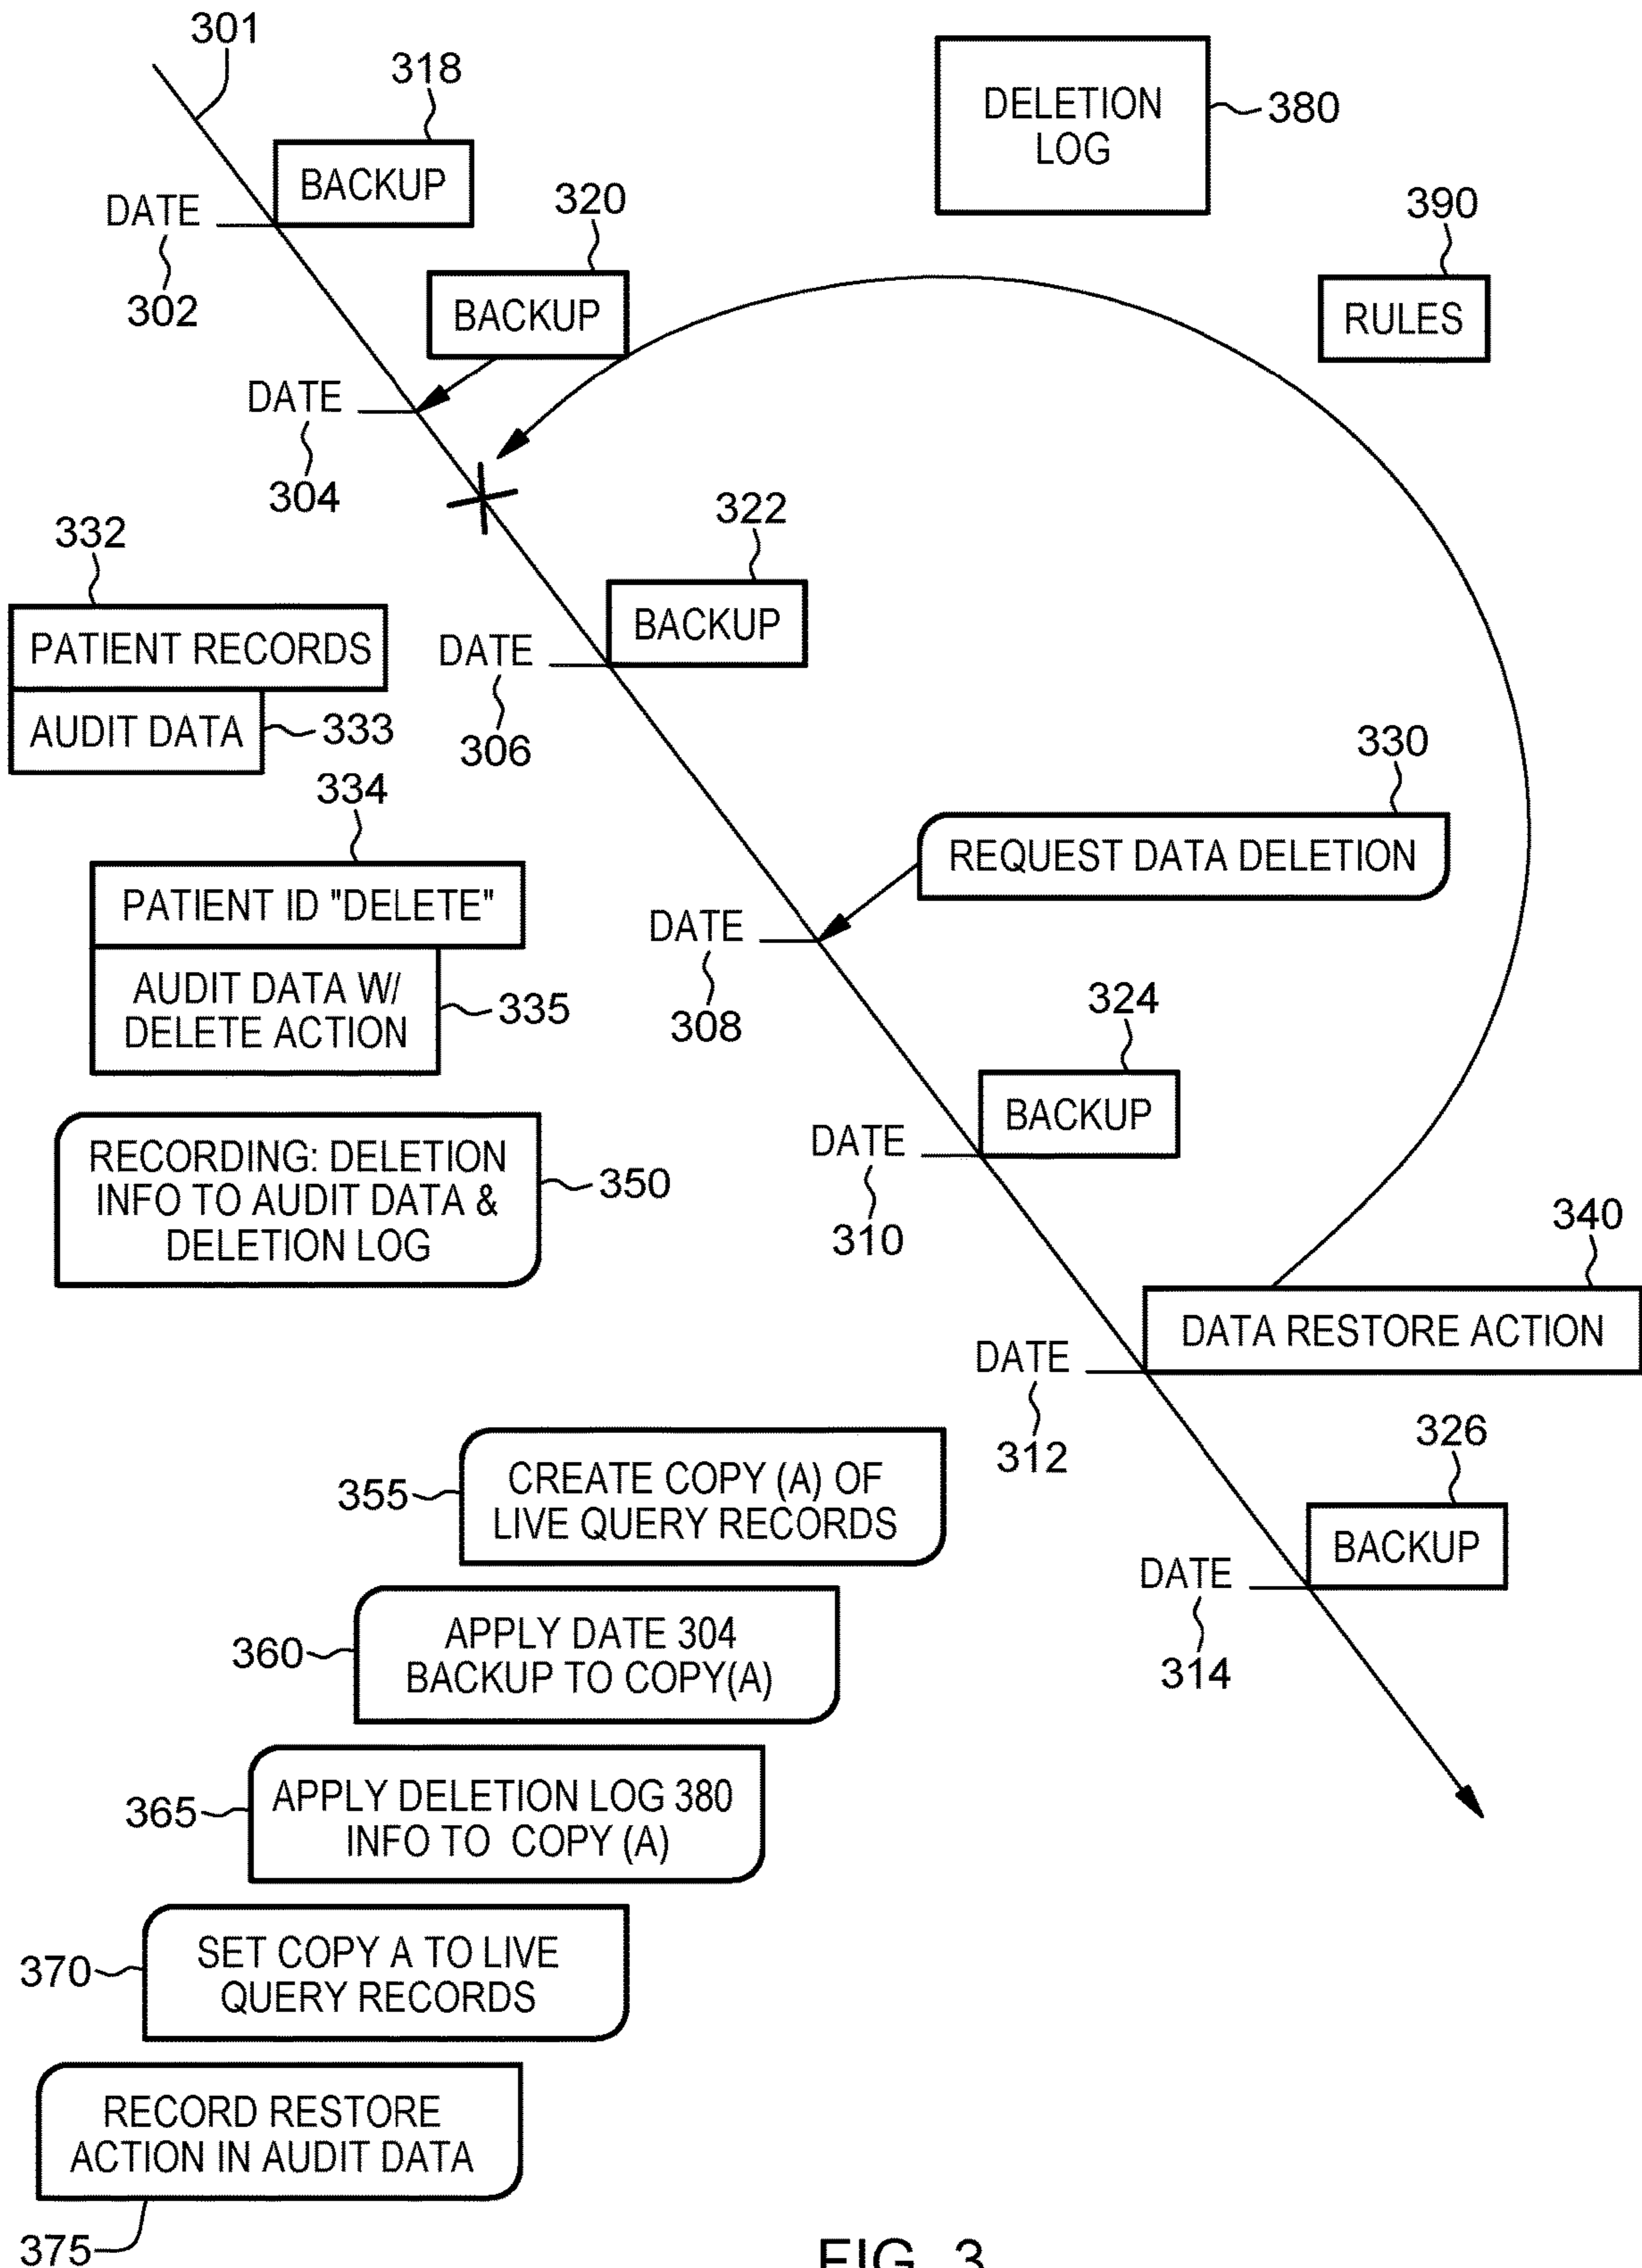 301
318
DELETION
LOG
380
BACKUP
DATE
302
320
390
BACKUP
RULES
DATE
304
322
332
BACKUP
PATIENT RECORDS
DATE
AUDIT DATA
333
306
330
334
REQUEST DATA DELETION
PATIENT ID "DELETE"
DATE
308
AUDIT DATA W/
DELETE ACTION
335
324
BACKUP
RECORDING: DELETION
INFO TO AUDIT DATA &
DELETION LOG
350
DATE
310
340
DATA RESTORE ACTION
DATE
312
326
355
CREATE COPY (A) OF
LIVE QUERY RECORDS
BACKUP
DATE
314
360
APPLY DATE 304
BACKUP TO COPY(A)
365
APPLY DELETION LOG 380
INFO TO COPY (A)
370
SET COPY A TO LIVE
QUERY RECORDS
RECORD RESTORE
ACTION IN AUDIT DATA
375
FIG. 3